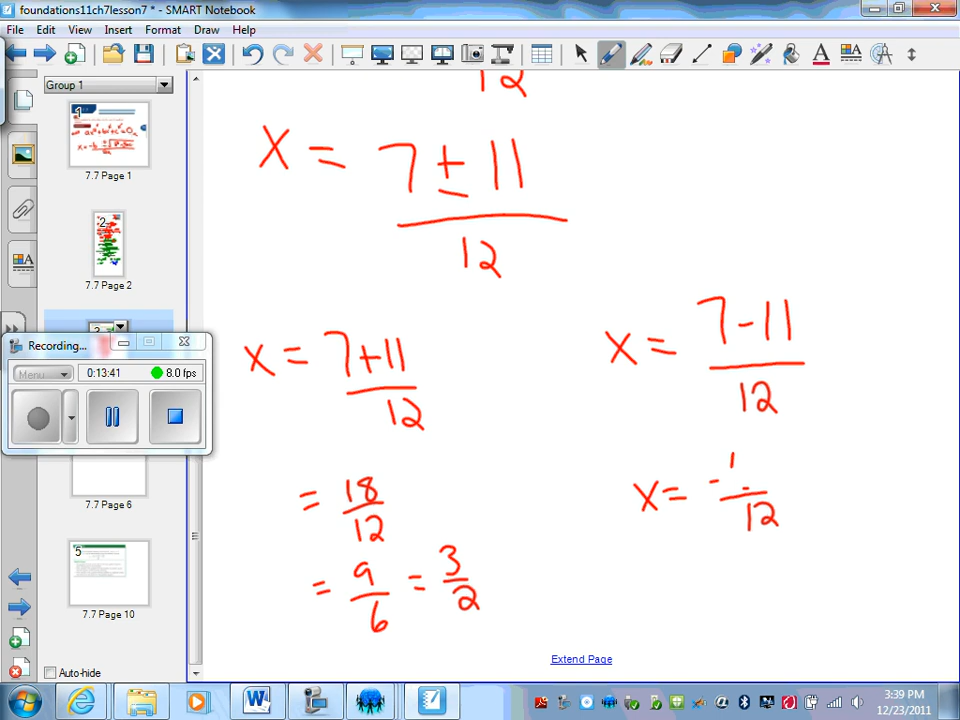 foundations11ch7lesson7 * - SMART Notebook
File Edit View Insert Format Draw Help
Group 1
1
7.7 Page 1
2
7.7 Page 2
3
Recording...
Menu
0:13:41 8.0 fps
7.7 Page 6
5
7.7 Page 10
Auto-hide
12
x = 7 ± 11
12
x = 7+11
12
= 18
12
= 9 = 3
6 2
x = 7-11
12
x =
12
Extend Page
3:39 PM
12/23/2011